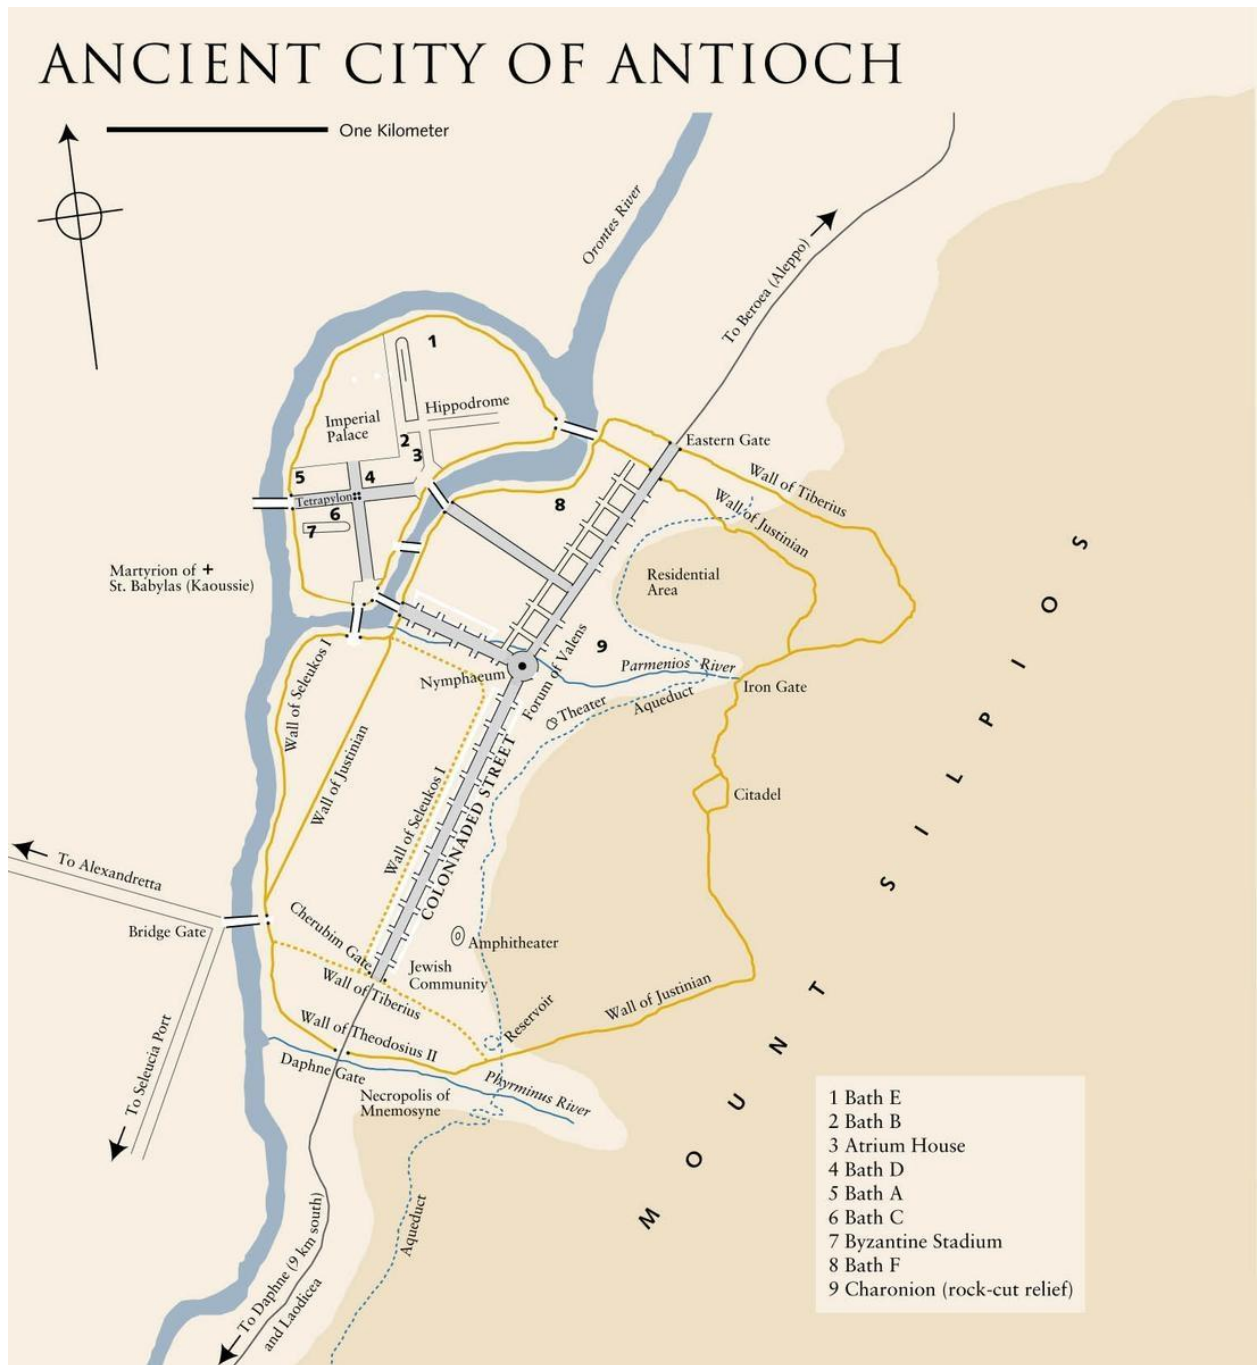 ANCIENT CITY OF ANTIOCH
One Kilometer
Orontes River
To Beroea (Aleppo)
1
Imperial
Palace
Hippodrome
2
3
Eastern Gate
5
4
Tetrapylon
6
7
8
Wall of Tiberius
Wall of Justinian
Martyrion of
St. Babylas (Kaoussie)
Residential
Area
9
Wall of Seleukos I
Nymphaeum
Forum of Valens
Parmenios River
Iron Gate
Theater
Aqueduct
Wall of Justinian
Wall of Seleukos I
COLONNADED STREET
Citadel
MOUNT SILPIOS
To Alexandretta
Bridge Gate
Cherubim Gate
Amphitheater
Jewish
Community
Wall of Tiberius
Reservoir
Wall of Justinian
Wall of Theodosius II
Daphne Gate
To Seleucia Port
Necropolis of
Mnemosyne
Phyrminus River
Aqueduct
To Daphne (9 km south)
and Laodicea
1 Bath E
2 Bath B
3 Atrium House
4 Bath D
5 Bath A
6 Bath C
7 Byzantine Stadium
8 Bath F
9 Charonion (rock-cut relief)